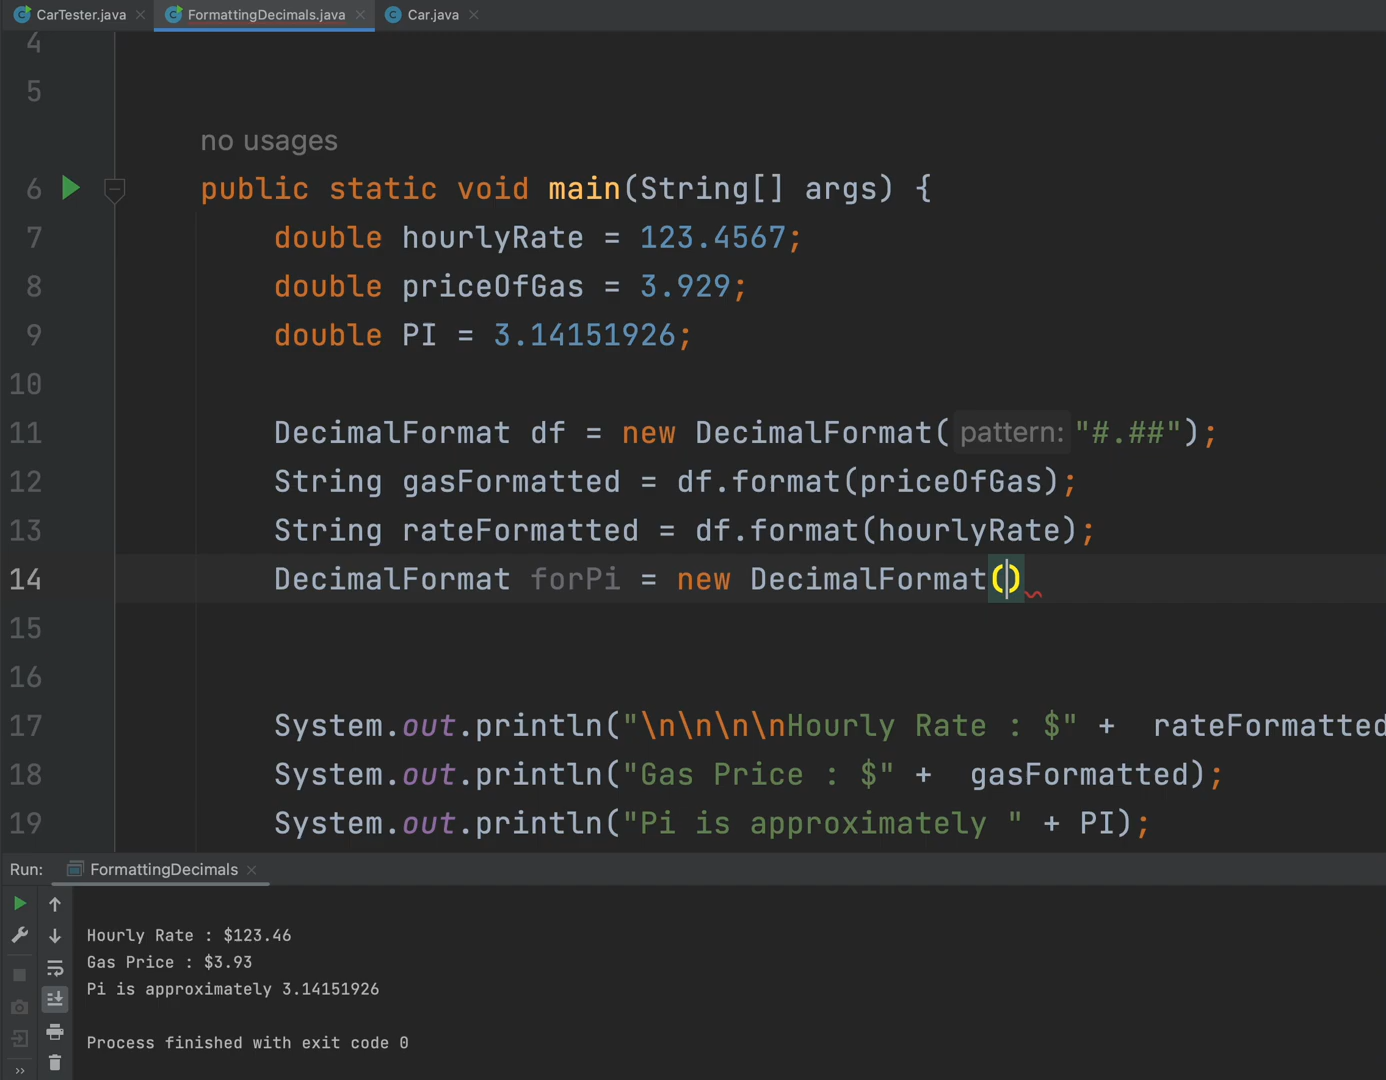 CarTester.java FormattingDecimals.java Car.java
4
5
no usages
6 public static void main(String[] args) {
7 double hourlyRate = 123.4567;
8 double priceOfGas = 3.929;
9 double PI = 3.14151926;
10
11 DecimalFormat df = new DecimalFormat( pattern: "#.##");
12 String gasFormatted = df.format(priceOfGas);
13 String rateFormatted = df.format(hourlyRate);
14 DecimalFormat forPi = new DecimalFormat()
15
16
17 System.out.println("\n\n\n\nHourly Rate : $" + rateFormatted
18 System.out.println("Gas Price : $" + gasFormatted);
19 System.out.println("Pi is approximately " + PI);
Run: FormattingDecimals
Hourly Rate : $123.46
Gas Price : $3.93
Pi is approximately 3.14151926
Process finished with exit code 0